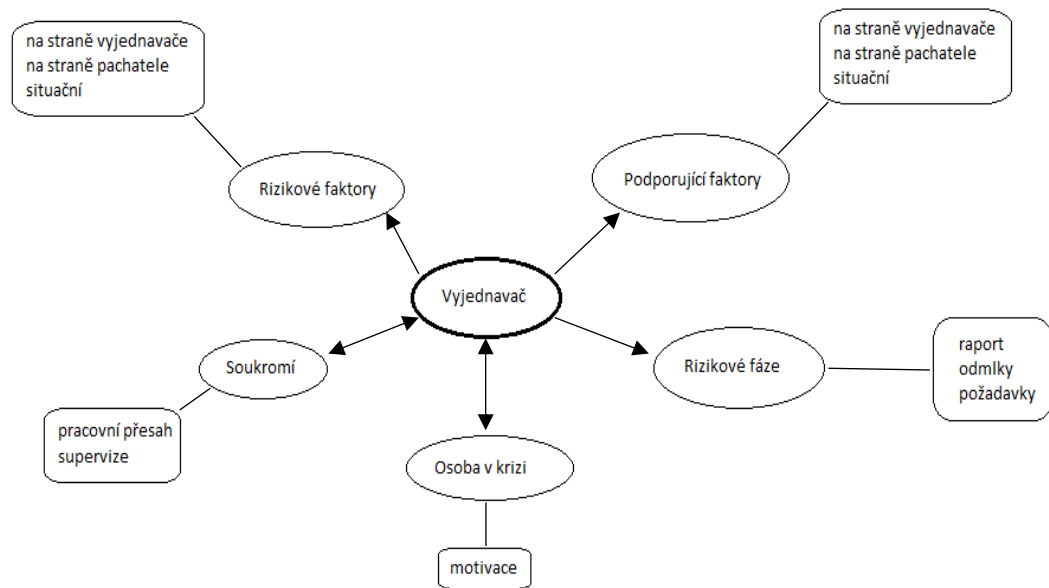 na straně vyjednavače
na straně pachatele
situační
na straně vyjednavače
na straně pachatele
situační
Rizikové faktory
Podporující faktory
Vyjednavač
Soukromí
Rizikové fáze
raport
odmlky
požadavky
pracovní přesah
supervize
Osoba v krizi
motivace